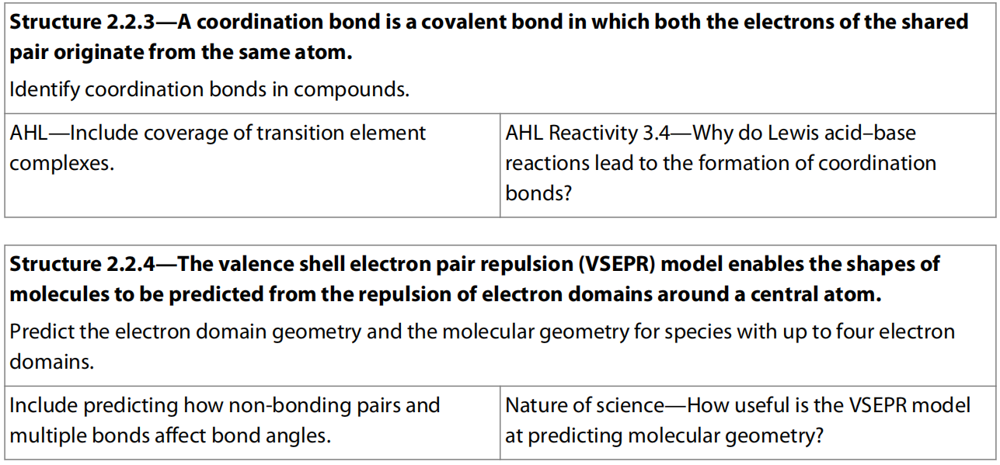 Structure 2.2.3—A coordination bond is a covalent bond in which both the electrons of the shared
pair originate from the same atom.
Identify coordination bonds in compounds.
AHL—Include coverage of transition element
complexes.
AHL Reactivity 3.4—Why do Lewis acid–base
reactions lead to the formation of coordination
bonds?
Structure 2.2.4—The valence shell electron pair repulsion (VSEPR) model enables the shapes of
molecules to be predicted from the repulsion of electron domains around a central atom.
Predict the electron domain geometry and the molecular geometry for species with up to four electron
domains.
Include predicting how non-bonding pairs and
multiple bonds affect bond angles.
Nature of science—How useful is the VSEPR model
at predicting molecular geometry?